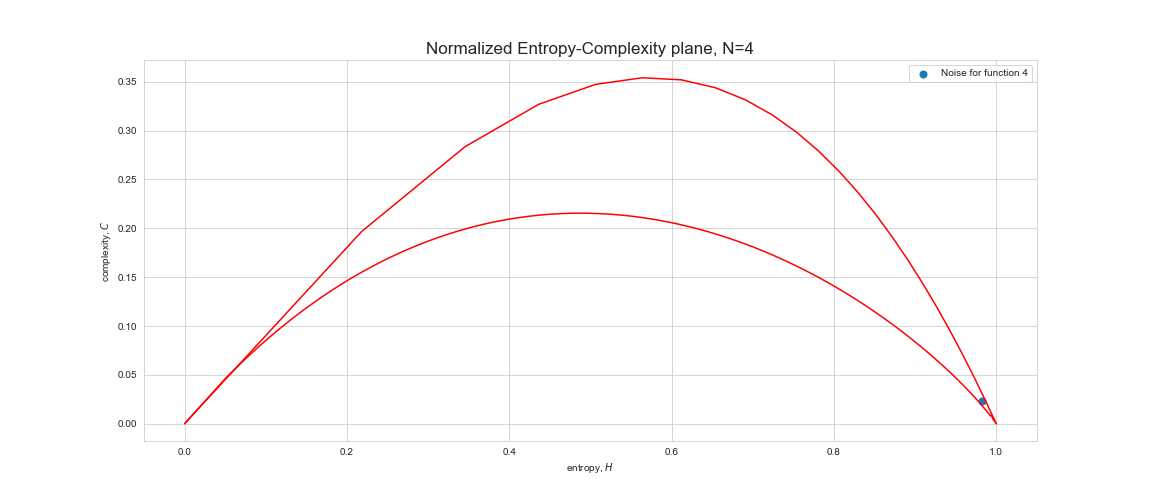 Normalized Entropy-Complexity plane, N=4
Noise for function 4
complexity, C
0.35
0.30
0.25
0.20
0.15
0.10
0.05
0.00
0.0 0.2 0.4 0.6 0.8 1.0
entropy, H